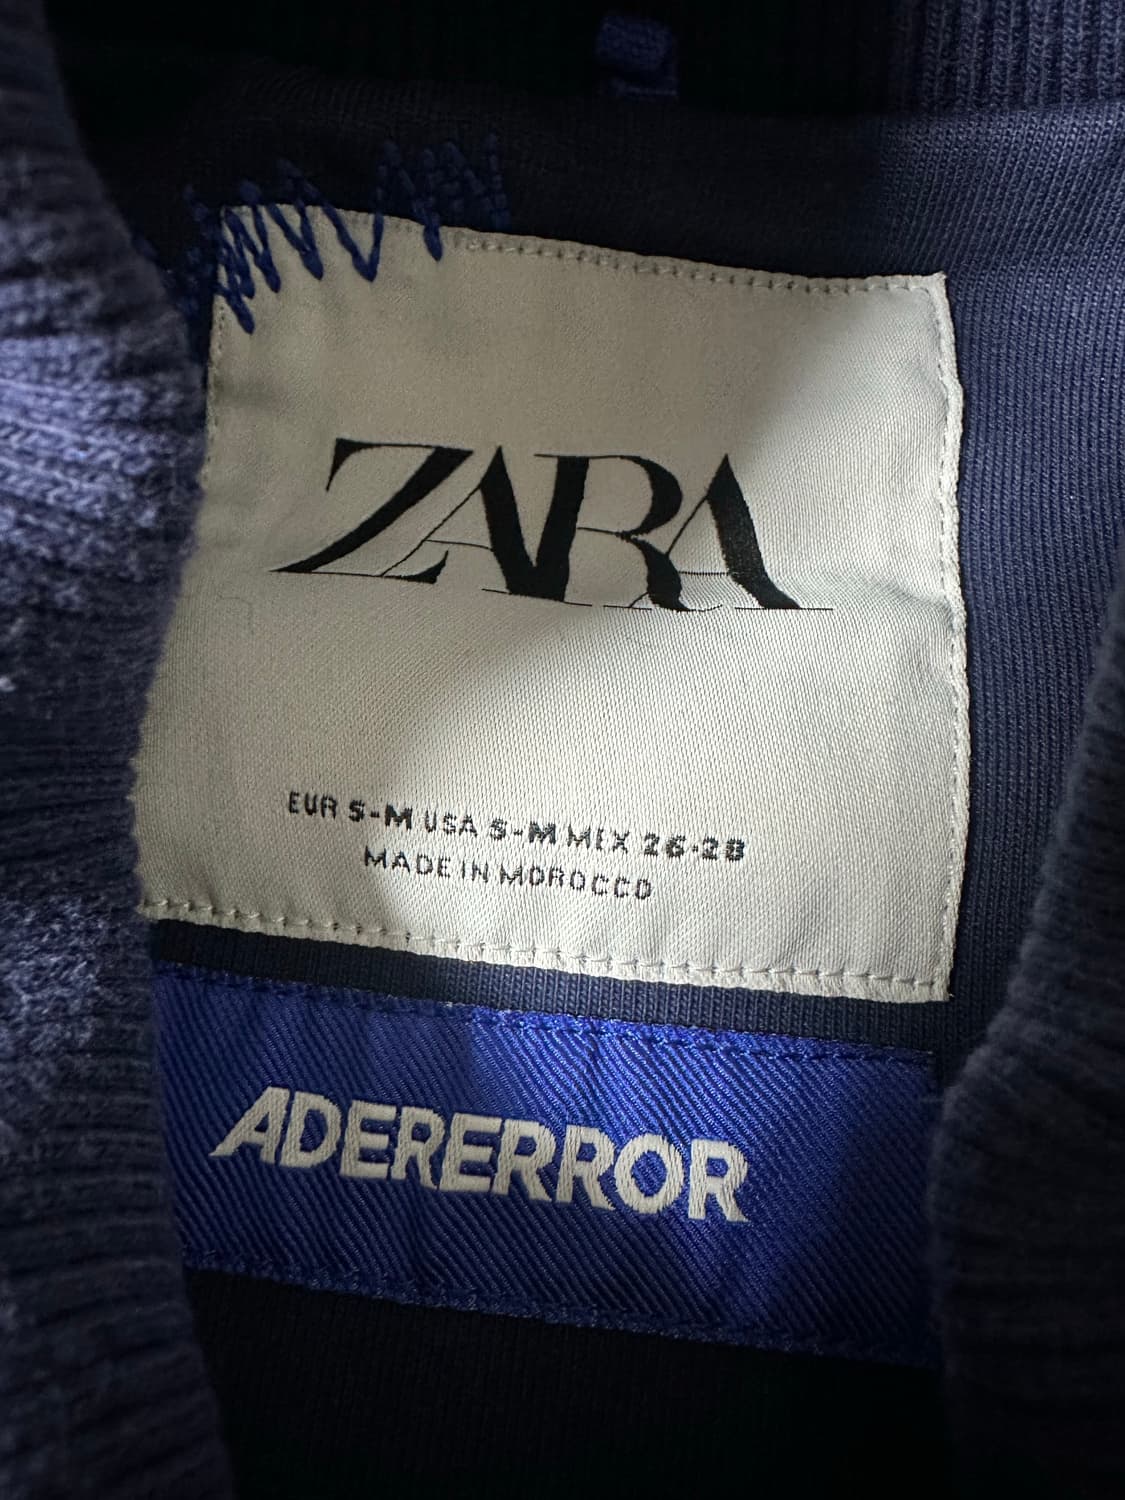 ZARA
EUR S-M USA S-M MEX 26-28
MADE IN MOROCCO
ADERERROR